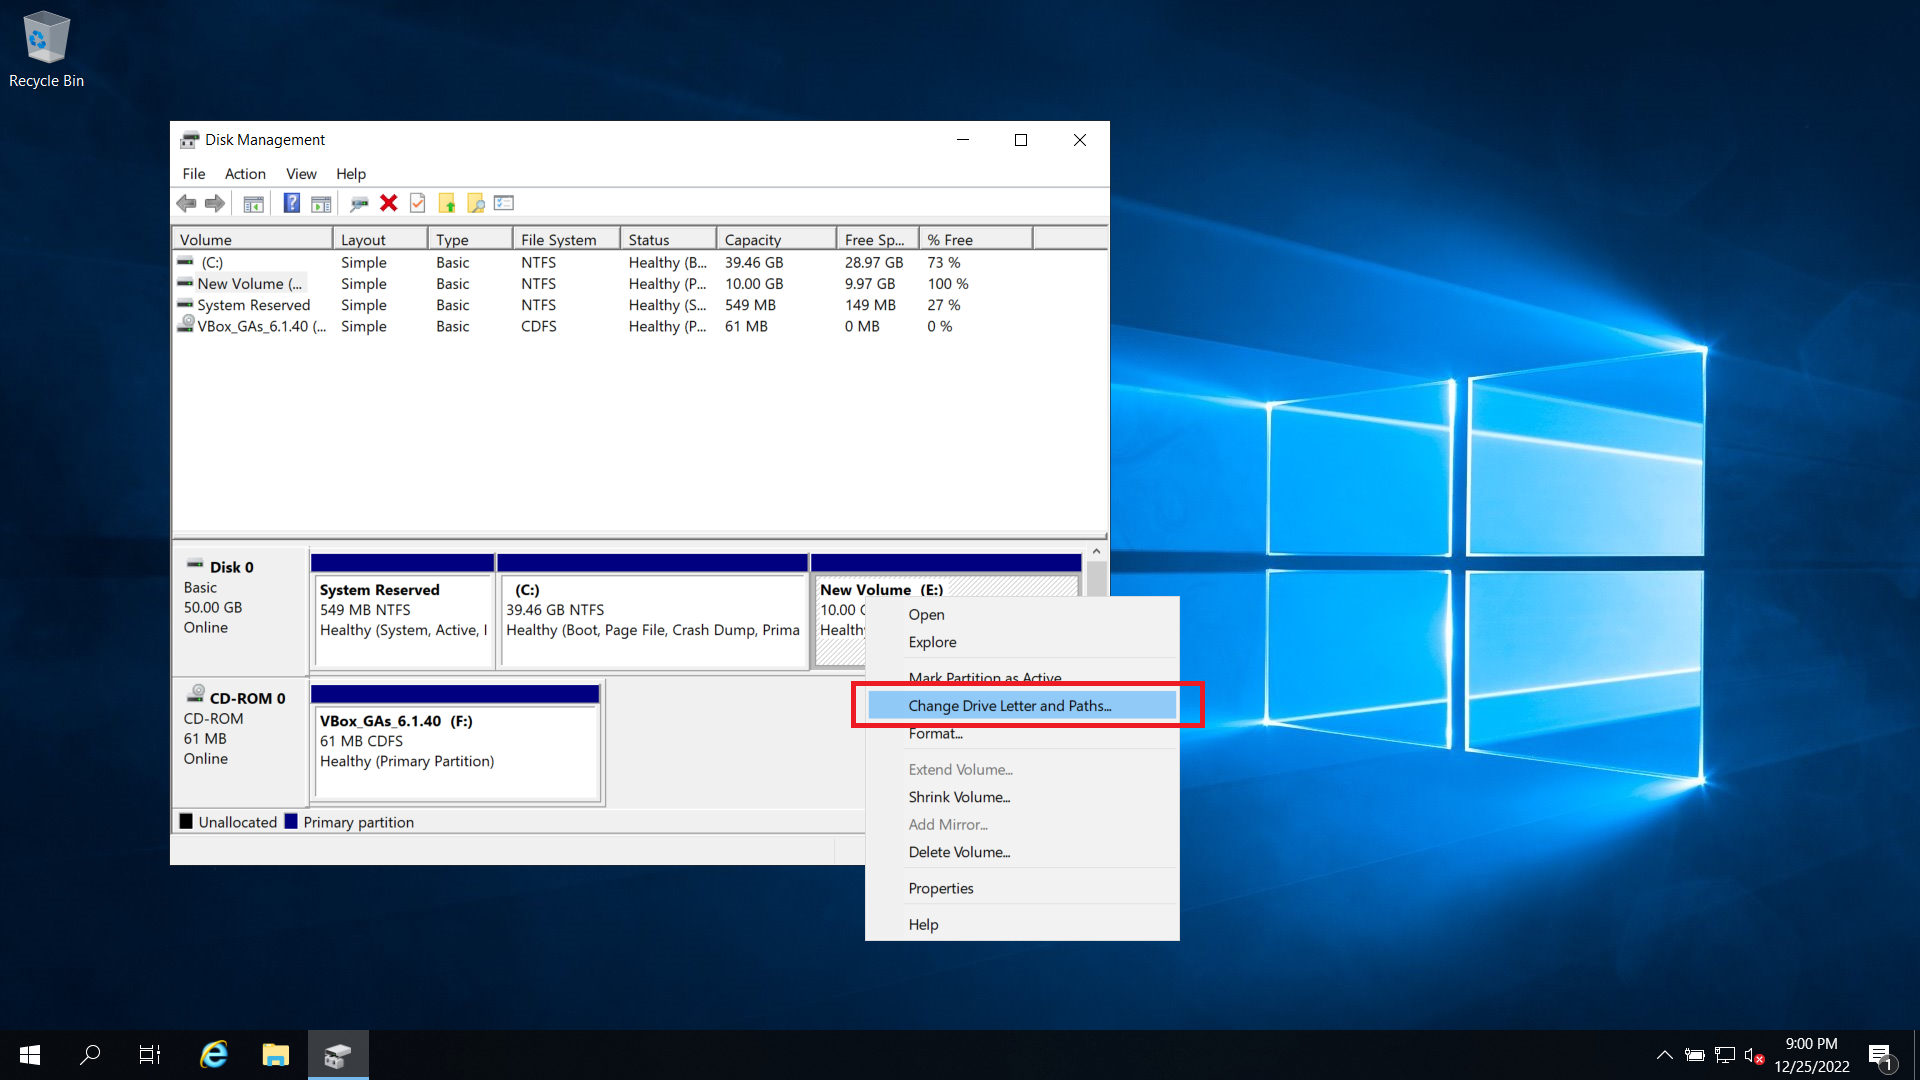 Recycle Bin
Disk Management
File Action View Help
Volume Layout Type File System Status Capacity Free Sp... % Free
(C:) Simple Basic NTFS Healthy (B... 39.46 GB 28.97 GB 73 %
New Volume (... Simple Basic NTFS Healthy (P... 10.00 GB 9.97 GB 100 %
System Reserved Simple Basic NTFS Healthy (S... 549 MB 149 MB 27 %
VBox_GAs_6.1.40 (... Simple Basic CDFS Healthy (P... 61 MB 0 MB 0 %
Disk 0
Basic
50.00 GB
Online
System Reserved
549 MB NTFS
Healthy (System, Active, I
(C:)
39.46 GB NTFS
Healthy (Boot, Page File, Crash Dump, Prima
New Volume (E:)
10.00 G
Health
CD-ROM 0
CD-ROM
61 MB
Online
VBox_GAs_6.1.40 (F:)
61 MB CDFS
Healthy (Primary Partition)
Unallocated Primary partition
Open
Explore
Mark Partition as Active
Change Drive Letter and Paths...
Format...
Extend Volume...
Shrink Volume...
Add Mirror...
Delete Volume...
Properties
Help
9:00 PM
12/25/2022
1